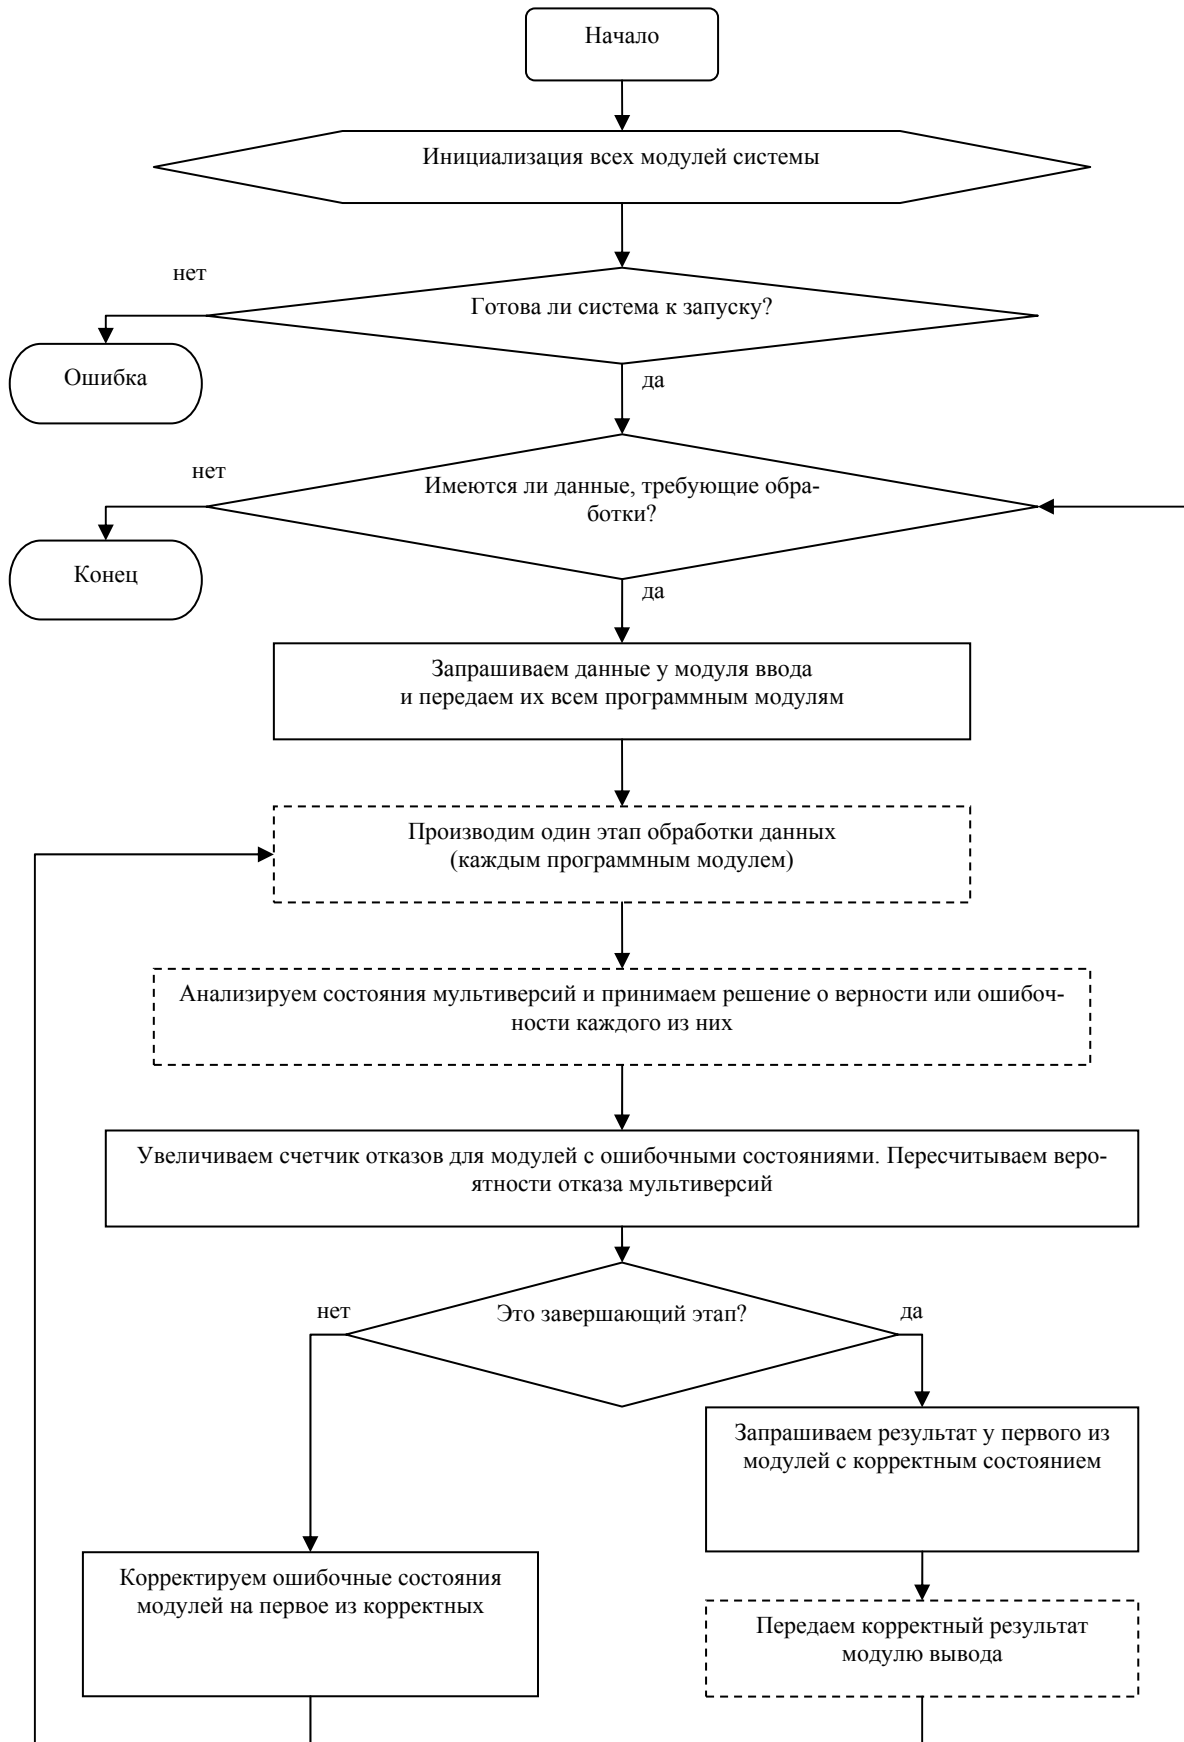 Начало
Инициализация всех модулей системы
нет
Готова ли система к запуску?
Ошибка
да
нет
Имеются ли данные, требующие обра-
ботки?
Конец
да
Запрашиваем данные у модуля ввода
и передаем их всем программным модулям
Производим один этап обработки данных
(каждым программным модулем)
Анализируем состояния мультиверсий и принимаем решение о верности или ошибоч-
ности каждого из них
Увеличиваем счетчик отказов для модулей с ошибочными состояниями. Пересчитываем веро-
ятности отказа мультиверсий
нет
Это завершающий этап?
да
Запрашиваем результат у первого из
модулей с корректным состоянием
Корректируем ошибочные состояния
модулей на первое из корректных
Передаем корректный результат
модулю вывода